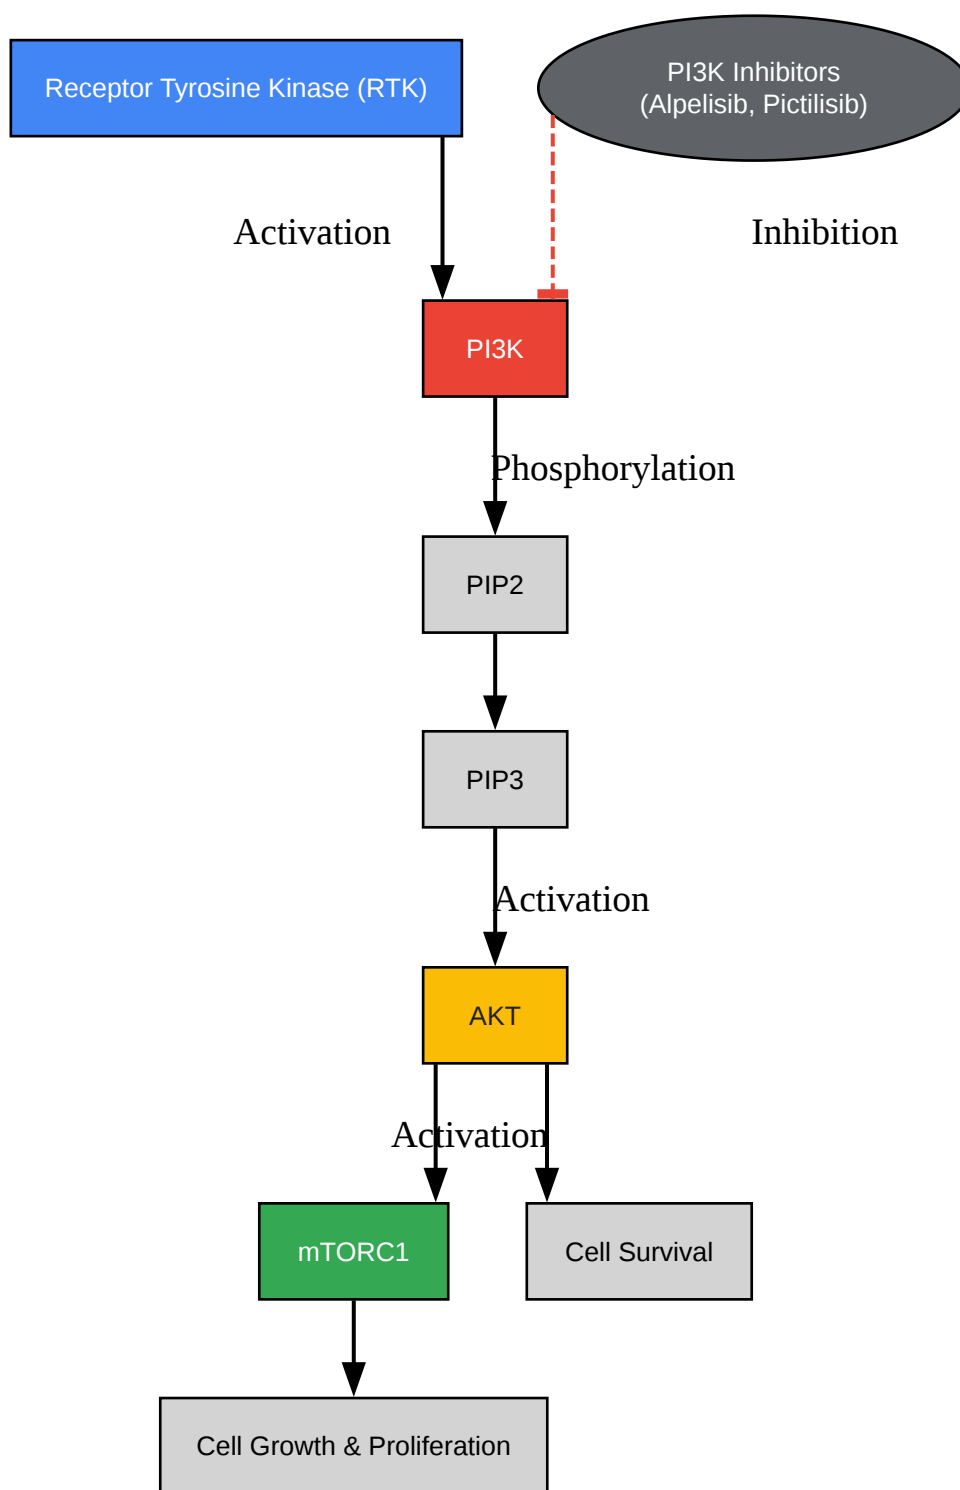 Receptor Tyrosine Kinase (RTK)
PI3K Inhibitors
(Alpelisib, Pictilisib)
Activation
Inhibition
PI3K
Phosphorylation
PIP2
PIP3
Activation
AKT
Activation
mTORC1
Cell Survival
Cell Growth & Proliferation